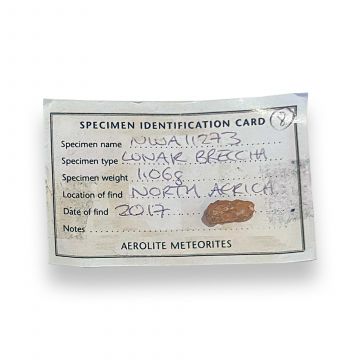 SPECIMEN IDENTIFICATION CARD 8
Specimen name NWA11273
Specimen type LUNAR BRECCIA
Specimen weight 1.106g
Location of find NORTH AFRICA
Date of find 2017
Notes
AEROLITE METEORITES